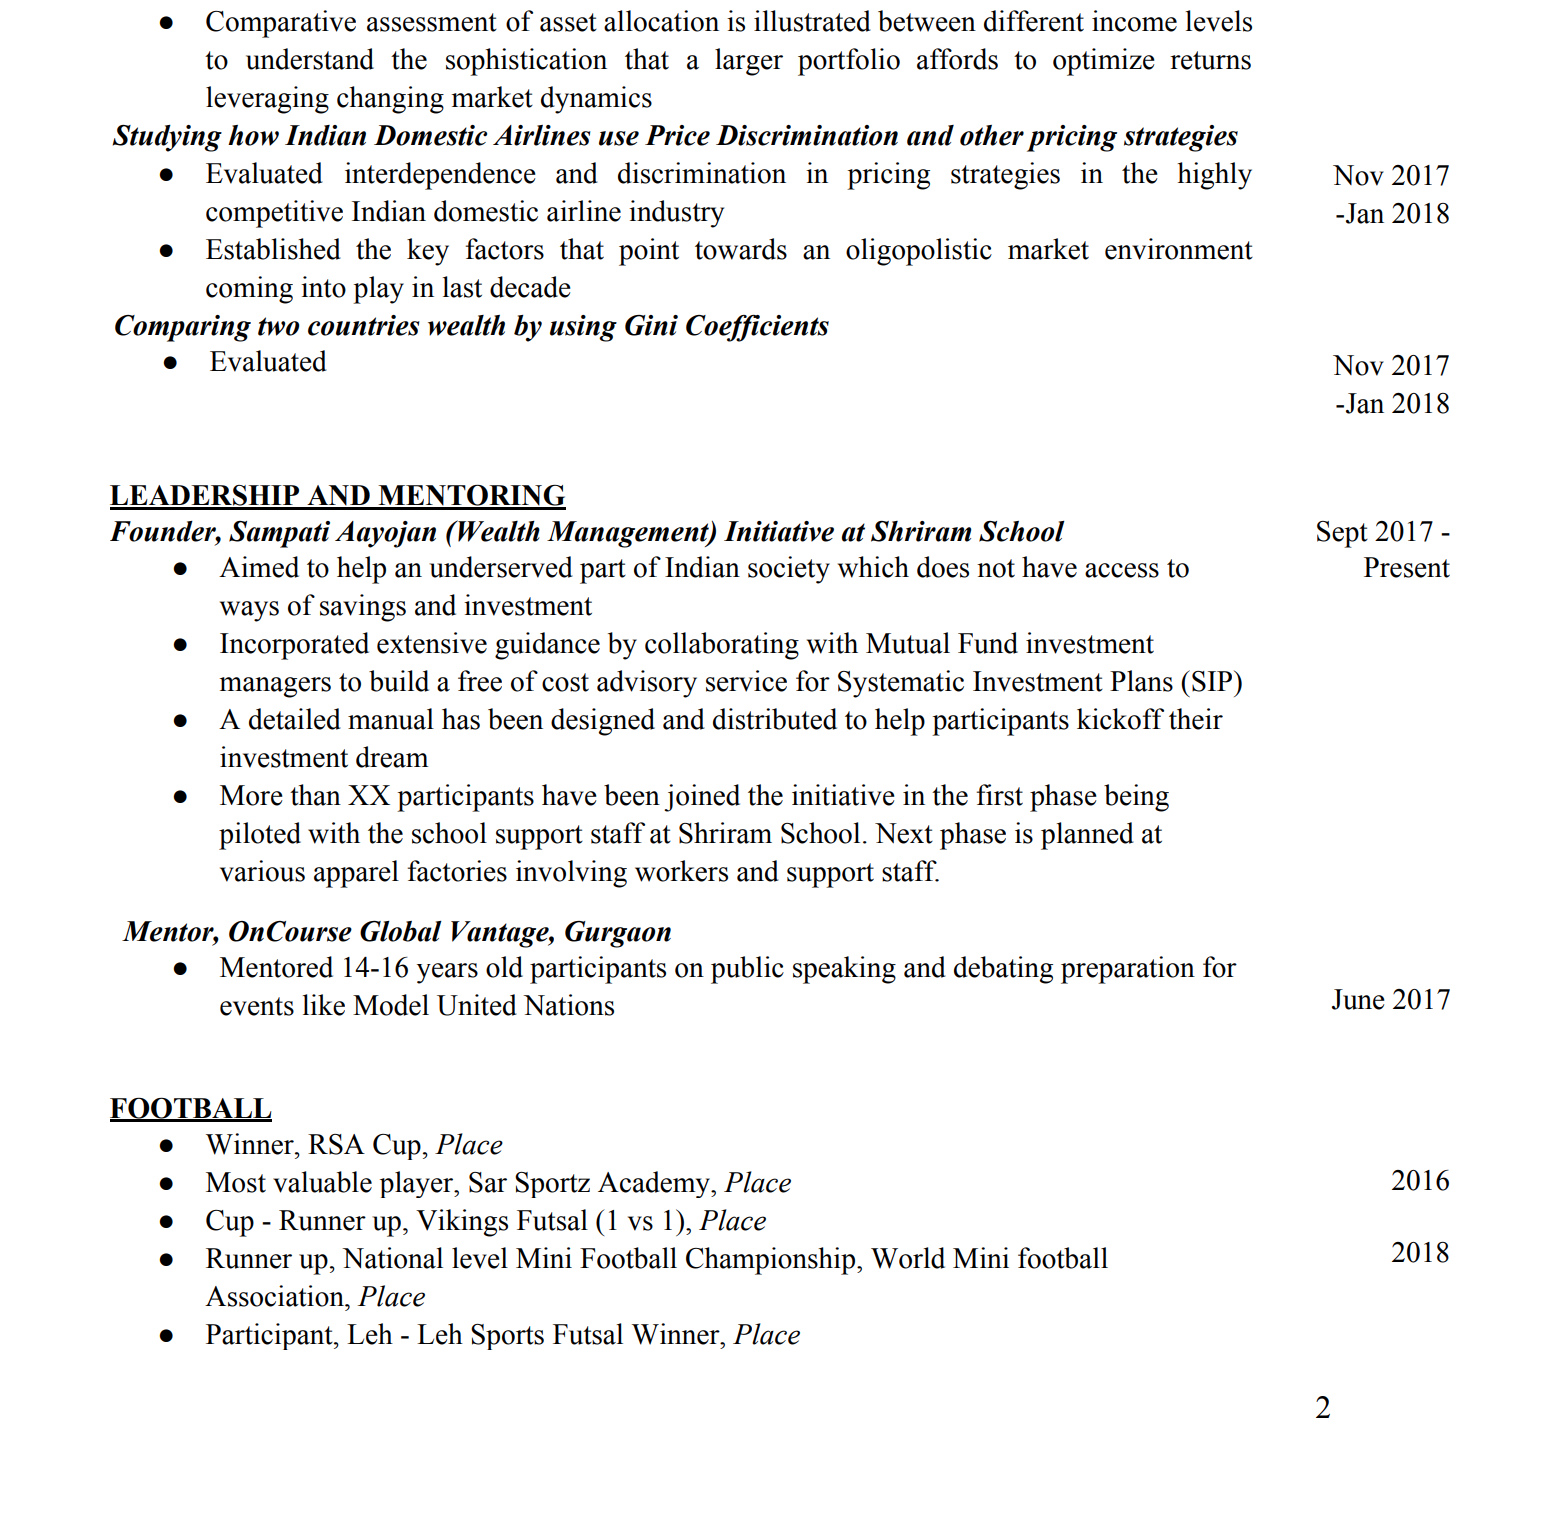 ● Comparative assessment of asset allocation is illustrated between different income levels
to understand the sophistication that a larger portfolio affords to optimize returns
leveraging changing market dynamics
Studying how Indian Domestic Airlines use Price Discrimination and other pricing strategies
● Evaluated interdependence and discrimination in pricing strategies in the highly Nov 2017
competitive Indian domestic airline industry -Jan 2018
● Established the key factors that point towards an oligopolistic market environment
coming into play in last decade
Comparing two countries wealth by using Gini Coefficients
● Evaluated Nov 2017
-Jan 2018
LEADERSHIP AND MENTORING
Founder, Sampati Aayojan (Wealth Management) Initiative at Shriram School Sept 2017 -
● Aimed to help an underserved part of Indian society which does not have access to Present
ways of savings and investment
● Incorporated extensive guidance by collaborating with Mutual Fund investment
managers to build a free of cost advisory service for Systematic Investment Plans (SIP)
● A detailed manual has been designed and distributed to help participants kickoff their
investment dream
● More than XX participants have been joined the initiative in the first phase being
piloted with the school support staff at Shriram School. Next phase is planned at
various apparel factories involving workers and support staff.
Mentor, OnCourse Global Vantage, Gurgaon
● Mentored 14-16 years old participants on public speaking and debating preparation for
events like Model United Nations June 2017
FOOTBALL
● Winner, RSA Cup, Place
● Most valuable player, Sar Sportz Academy, Place 2016
● Cup - Runner up, Vikings Futsal (1 vs 1), Place
● Runner up, National level Mini Football Championship, World Mini football 2018
Association, Place
● Participant, Leh - Leh Sports Futsal Winner, Place
2